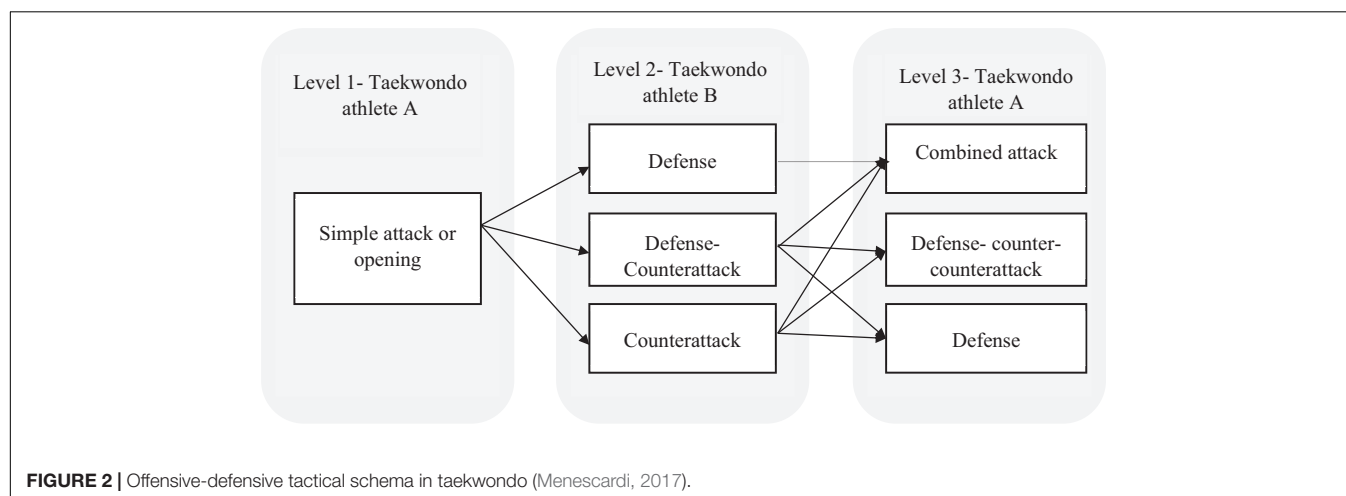 Level 1- Taekwondo
athlete A
Simple attack or
opening
Level 2- Taekwondo
athlete B
Defense
Defense-
Counterattack
Counterattack
Level 3- Taekwondo
athlete A
Combined attack
Defense- counter-
counterattack
Defense
FIGURE 2 | Offensive-defensive tactical schema in taekwondo (Menescardi, 2017).